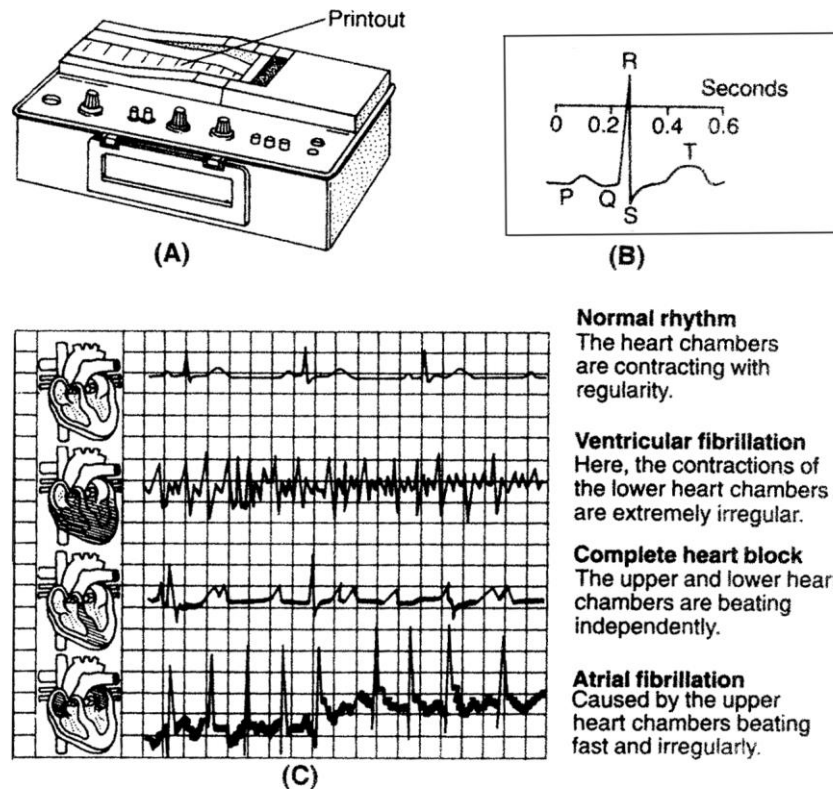 Printout
(A)
R
Seconds
0 0.2 0.4 0.6
T
P
Q
S
(B)
Normal rhythm
The heart chambers
are contracting with
regularity.
Ventricular fibrillation
Here, the contractions of
the lower heart chambers
are extremely irregular.
Complete heart block
The upper and lower heart
chambers are beating
independently.
Atrial fibrillation
Caused by the upper
heart chambers beating
fast and irregularly.
(C)